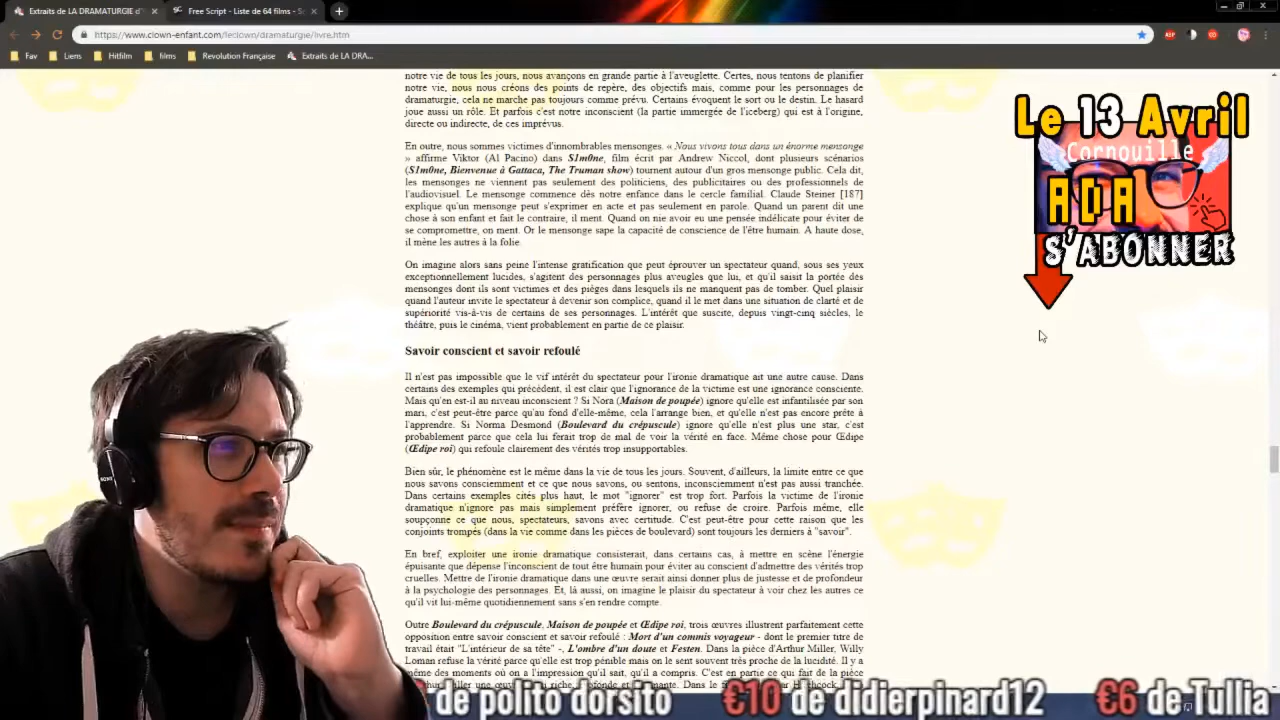 Extraits de LA DRAMATURGIE d'
Free Script - Liste de 64 films - Sc
https://www.clown-enfant.com/leclown/dramaturgie/livre.htm
Fav Liens Hitfilm films Revolution Française Extraits de LA DRA...
notre vie de tous les jours, nous avançons en grande partie à l'aveuglette. Certes, nous tentons de planifier
notre vie, nous nous créons des points de repère, des objectifs mais, comme pour les personnages de
dramaturgie, cela ne marche pas toujours comme prévu. Certains évoquent le sort ou le destin. Le hasard
joue aussi un rôle. Et parfois c'est notre inconscient (la partie immergée de l'iceberg) qui est à l'origine,
directe ou indirecte, de ces imprévus.
En outre, nous sommes victimes d'innombrables mensonges. « Nous vivons tous dans un énorme mensonge
» affirme Viktor (Al Pacino) dans S1m0ne, film écrit par Andrew Niccol, dont plusieurs scénarios
(S1m0ne, Bienvenue à Gattaca, The Truman show) tournent autour d'un gros mensonge public. Cela dit,
les mensonges ne viennent pas seulement des politiciens, des publicitaires ou des professionnels de
l'audiovisuel. Le mensonge commence dès notre enfance dans le cercle familial. Claude Steiner [187]
explique qu'un mensonge peut s'exprimer en acte et pas seulement en parole. Quand un parent dit une
chose à son enfant et fait le contraire, il ment. Quand on nie avoir eu une pensée indélicate pour éviter de
se compromettre, on ment. Or le mensonge sape la capacité de conscience de l'être humain. A haute dose,
il mène les autres à la folie.
On imagine alors sans peine l'intense gratification que peut éprouver un spectateur quand, sous ses yeux
exceptionnellement lucides, s'agitent des personnages plus aveugles que lui, et qu'il saisit la portée des
mensonges dont ils sont victimes et des pièges dans lesquels ils ne manquent pas de tomber. Quel plaisir
quand l'auteur invite le spectateur à devenir son complice, quand il le met dans une situation de clarté et de
supériorité vis-à-vis de certains de ses personnages. L'intérêt que suscite, depuis vingt-cinq siècles, le
théâtre, puis le cinéma, vient probablement en partie de ce plaisir.
Savoir conscient et savoir refoulé
Il n'est pas impossible que le vif intérêt du spectateur pour l'ironie dramatique ait une autre cause. Dans
certains des exemples qui précèdent, il est clair que l'ignorance de la victime est une ignorance consciente.
Mais qu'en est-il au niveau inconscient ? Si Nora (Maison de poupée) ignore qu'elle est infantilisée par son
mari, c'est peut-être parce qu'au fond d'elle-même, cela l'arrange bien, et qu'elle n'est pas encore prête à
l'apprendre. Si Norma Desmond (Boulevard du crépuscule) ignore qu'elle n'est plus une star, c'est
probablement parce que cela lui ferait trop de mal de voir la vérité en face. Même chose pour Œdipe
(Œdipe roi) qui refoule clairement des vérités trop insupportables.
Bien sûr, le phénomène est le même dans la vie de tous les jours. Souvent, d'ailleurs, la limite entre ce que
nous savons consciemment et ce que nous savons, ou sentons, inconsciemment n'est pas aussi tranchée.
Dans certains exemples cités plus haut, le mot "ignorer" est trop fort. Parfois la victime de l'ironie
dramatique n'ignore pas mais simplement préfère ignorer, ou refuse de croire. Parfois même, elle
soupçonne ce que nous, spectateurs, savons avec certitude. C'est peut-être pour cette raison que les
conjoints trompés (dans la vie comme dans les pièces de boulevard) sont toujours les derniers à "savoir".
En bref, exploiter une ironie dramatique consisterait, dans certains cas, à mettre en scène l'énergie
épuisante que dépense l'inconscient de tout être humain pour éviter au conscient d'admettre des vérités trop
cruelles. Mettre de l'ironie dramatique dans une œuvre serait ainsi donner plus de justesse et de profondeur
à la psychologie des personnages. Et, là aussi, on imagine le plaisir du spectateur à voir chez les autres ce
qu'il vit lui-même quotidiennement sans s'en rendre compte.
Outre Boulevard du crépuscule, Maison de poupée et Œdipe roi, trois œuvres illustrent parfaitement cette
opposition entre savoir conscient et savoir refoulé : Mort d'un commis voyageur - dont le premier titre de
travail était "L'intérieur de sa tête" -, L'ombre d'un doute et Festen. Dans la pièce d'Arthur Miller, Willy
Loman refuse la vérité parce qu'elle est trop pénible mais on le sent souvent très proche de la lucidité. Il y a
même des moments où on a l'impression qu'il sait, qu'il a compris. C'est en partie ce qui fait de la pièce
Le 13 Avril
Cornouille
ADA
S'ABONNER
SONY
de polito dorsito €10 de didierpinard12 €6 de Tullia